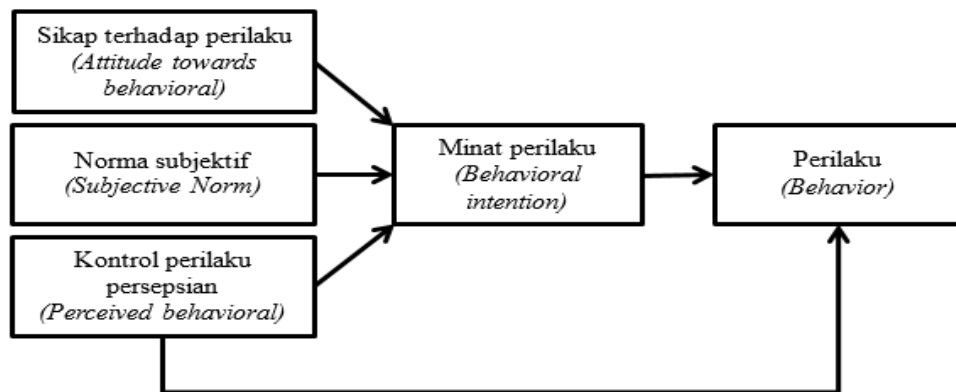 Sikap terhadap perilaku
(Attitude towards
behavioral)
Norma subjektif
(Subjective Norm)
Kontrol perilaku
persepsian
(Perceived behavioral)
Minat perilaku
(Behavioral
intention)
Perilaku
(Behavior)